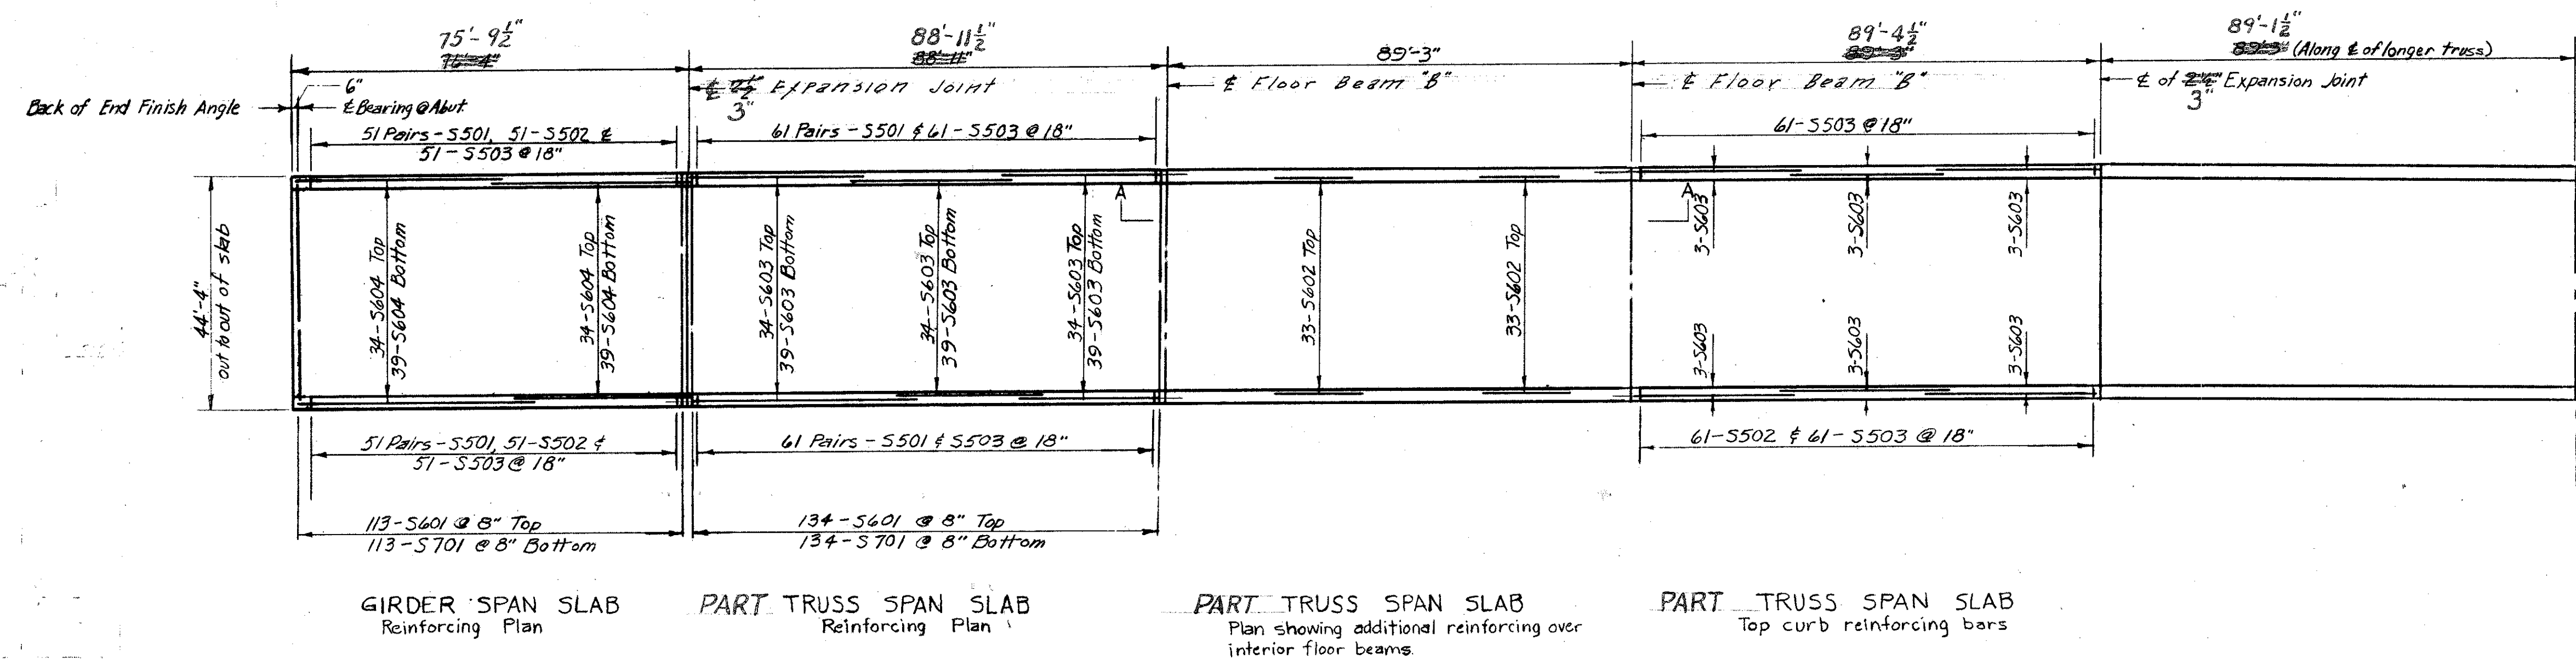 75'-9½"
76'-4"
88'-11½"
88'-11"
89'-3"
89'-4½"
89'-3"
89'-1½"
89'-3" (Along ℄ of longer truss)
6"
℄ 2½" Expansion Joint
3"
℄ Floor Beam "B"
℄ Floor Beam "B"
℄ of 2½" Expansion Joint
3"
Back of End Finish Angle
℄ Bearing @ Abut.
51 Pairs - S501, 51-S502 &
51 - S503 @ 18"
61 Pairs - S501 & 61 - S503 @ 18"
61-S503 @ 18"
44'-4"
out to out of slab
34-S604 Top
39-S604 Bottom
34-S604 Top
39-S604 Bottom
34-S603 Top
39-S603 Bottom
34-S603 Top
39-S603 Bottom
34-S603 Top
39-S603 Bottom
A
33-S602 Top
33-S602 Top
A
3-S603
3-S603
3-S603
3-S603
3-S603
3-S603
51 Pairs - S501, 51-S502 &
51 - S503 @ 18"
61 Pairs - S501 & S503 @ 18"
61-S502 & 61 - S503 @ 18"
113-S601 @ 8" Top
113-S701 @ 8" Bottom
134-S601 @ 8" Top
134-S701 @ 8" Bottom
GIRDER SPAN SLAB
Reinforcing Plan
PART TRUSS SPAN SLAB
Reinforcing Plan
PART TRUSS SPAN SLAB
Plan showing additional reinforcing over
interior floor beams.
PART TRUSS SPAN SLAB
Top curb reinforcing bars